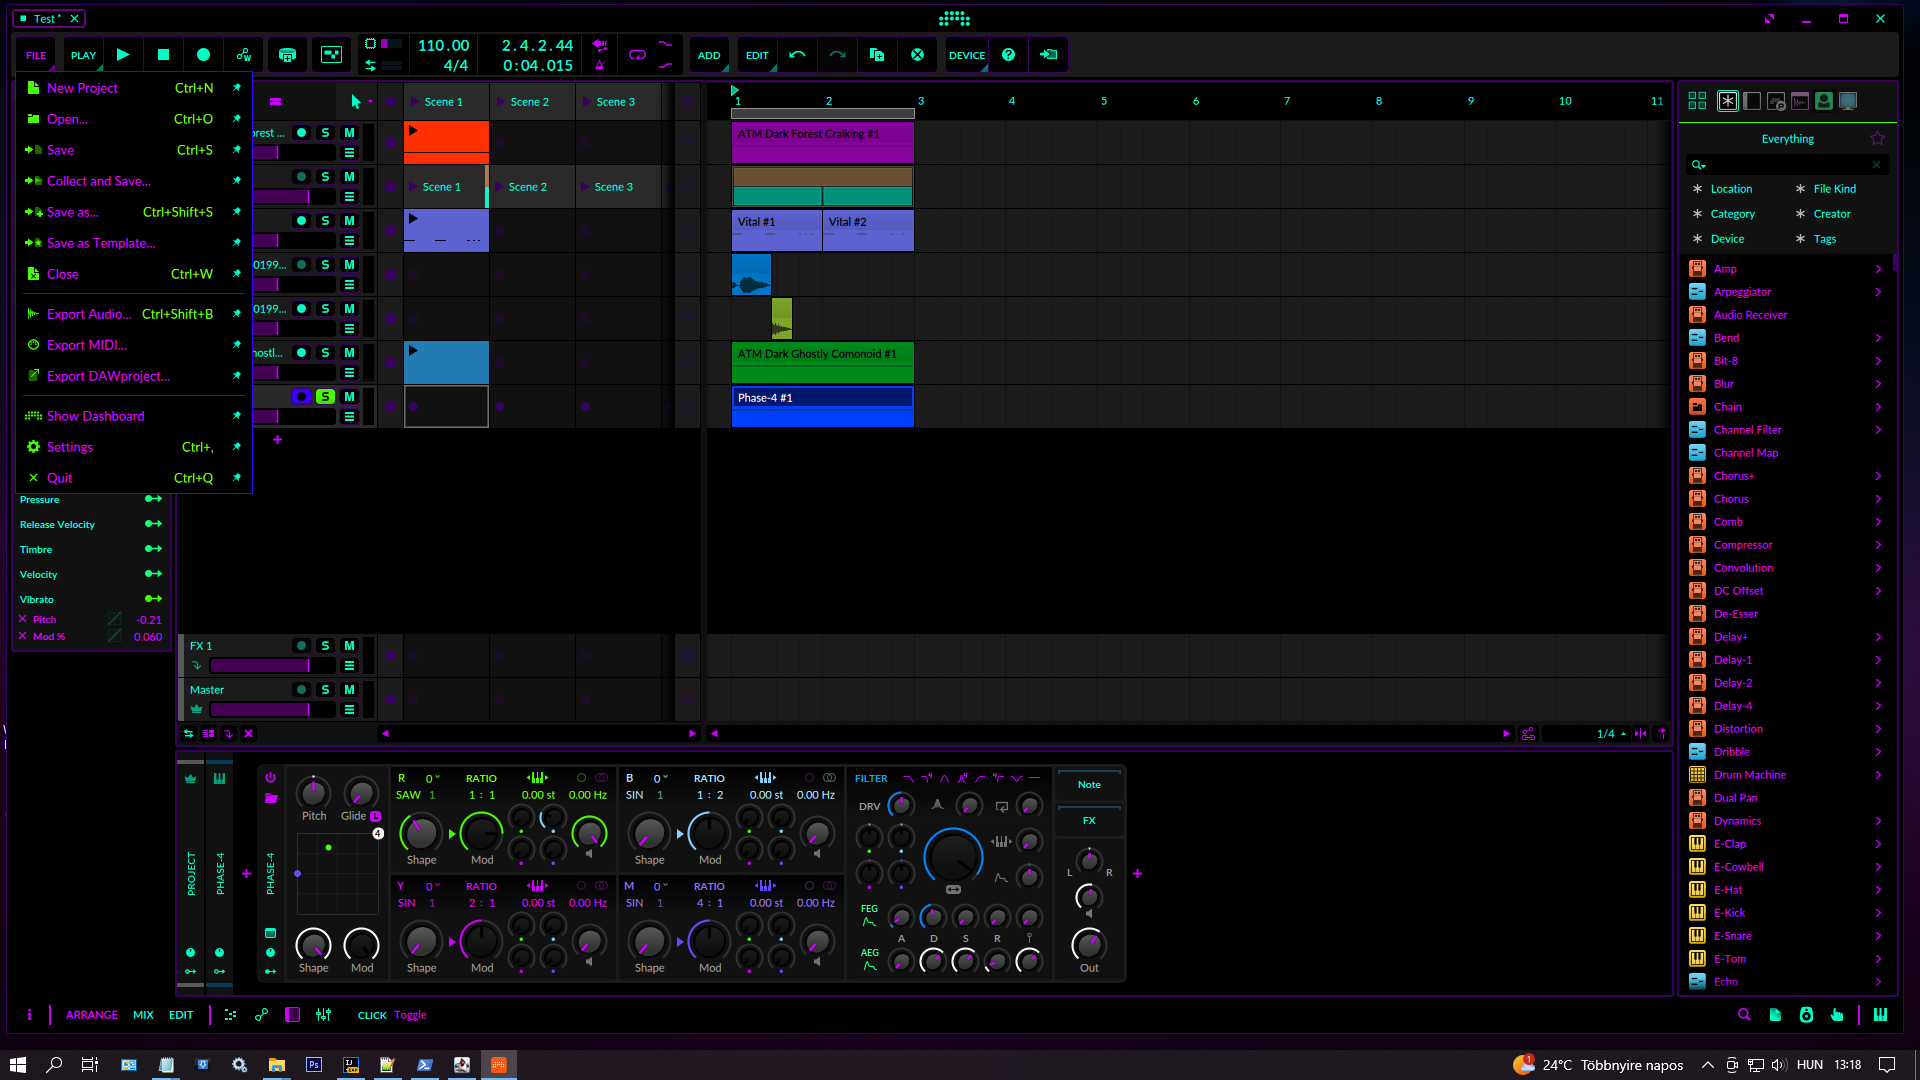 Test *
FILE
PLAY
110.00
4/4
2.4.2.44
0:04.015
ADD
EDIT
DEVICE
New Project Ctrl+N
Open... Ctrl+O
Save Ctrl+S
Collect and Save...
Save as... Ctrl+Shift+S
Save as Template...
Close Ctrl+W
Export Audio... Ctrl+Shift+B
Export MIDI...
Export DAWproject...
Show Dashboard
Settings Ctrl+,
Quit Ctrl+Q
Pressure
Release Velocity
Timbre
Velocity
Vibrato
Pitch -0.21
Mod % 0.060
Scene 1 Scene 2 Scene 3
S M
S M
Scene 1 Scene 2 Scene 3
S M
0199... S M
0199... S M
S M
S M
1 2 3 4 5 6 7 8 9 10 11
ATM Dark Forest Cralking #1
Vital #1 Vital #2
ATM Dark Ghostly Comonoid #1
Phase-4 #1
FX 1 S M
Master S M
1/4
Everything
Location File Kind
Category Creator
Device Tags
Amp
Arpeggiator
Audio Receiver
Bend
Bit-8
Blur
Chain
Channel Filter
Channel Map
Chorus+
Chorus
Comb
Compressor
Convolution
DC Offset
De-Esser
Delay+
Delay-1
Delay-2
Delay-4
Distortion
Dribble
Drum Machine
Dual Pan
Dynamics
E-Clap
E-Cowbell
E-Hat
E-Kick
E-Snare
E-Tom
Echo
PROJECT
PHASE-4
PHASE-4
Pitch Glide L
4
Shape Mod
R 0° RATIO
SAW 1 1 : 1 0.00 st 0.00 Hz
Shape Mod
B 0° RATIO
SIN 1 1 : 2 0.00 st 0.00 Hz
Shape Mod
Y 0° RATIO
SIN 1 2 : 1 0.00 st 0.00 Hz
Shape Mod
M 0° RATIO
SIN 1 4 : 1 0.00 st 0.00 Hz
Shape Mod
FILTER
DRV
FEG
A D S R
AEG
Note
FX
L R
Out
ARRANGE MIX EDIT
CLICK Toggle
Ps
IJ
EAP
1
24°C Többnyire napos
HUN
13:18